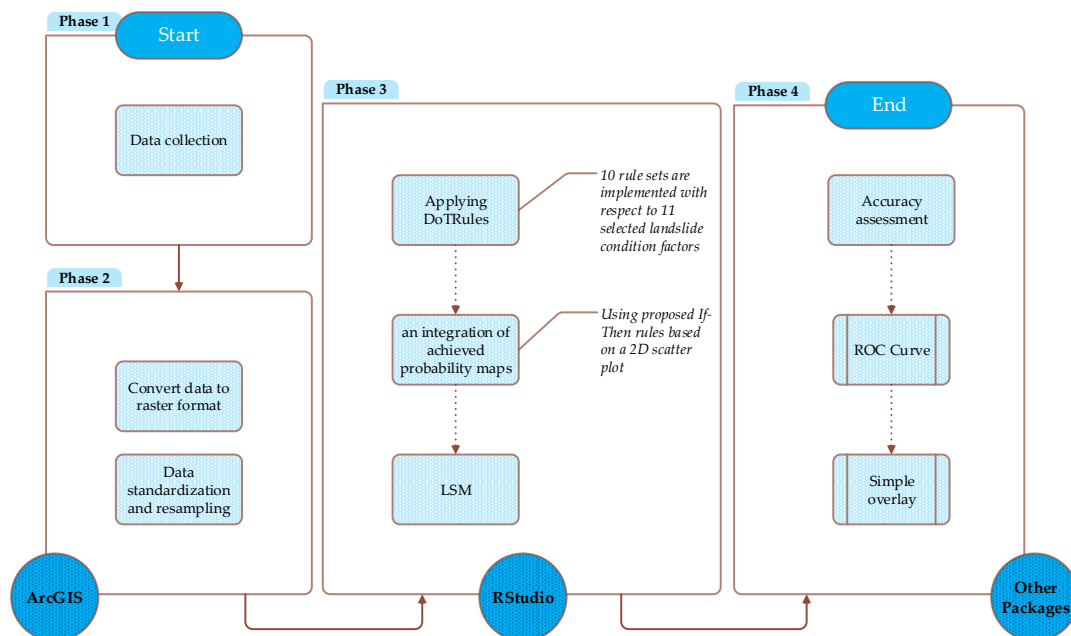 Phase 1
Start
Data collection
Phase 2
Convert data to
raster format
Data
standardization
and resampling
ArcGIS
Phase 3
Applying
DoTRules
10 rule sets are
implemented with
respect to 11
selected landslide
condition factors
an integration of
achieved
probability maps
Using proposed If-
Then rules based
on a 2D scatter
plot
LSM
RStudio
Phase 4
End
Accuracy
assessment
ROC Curve
Simple
overlay
Other
Packages